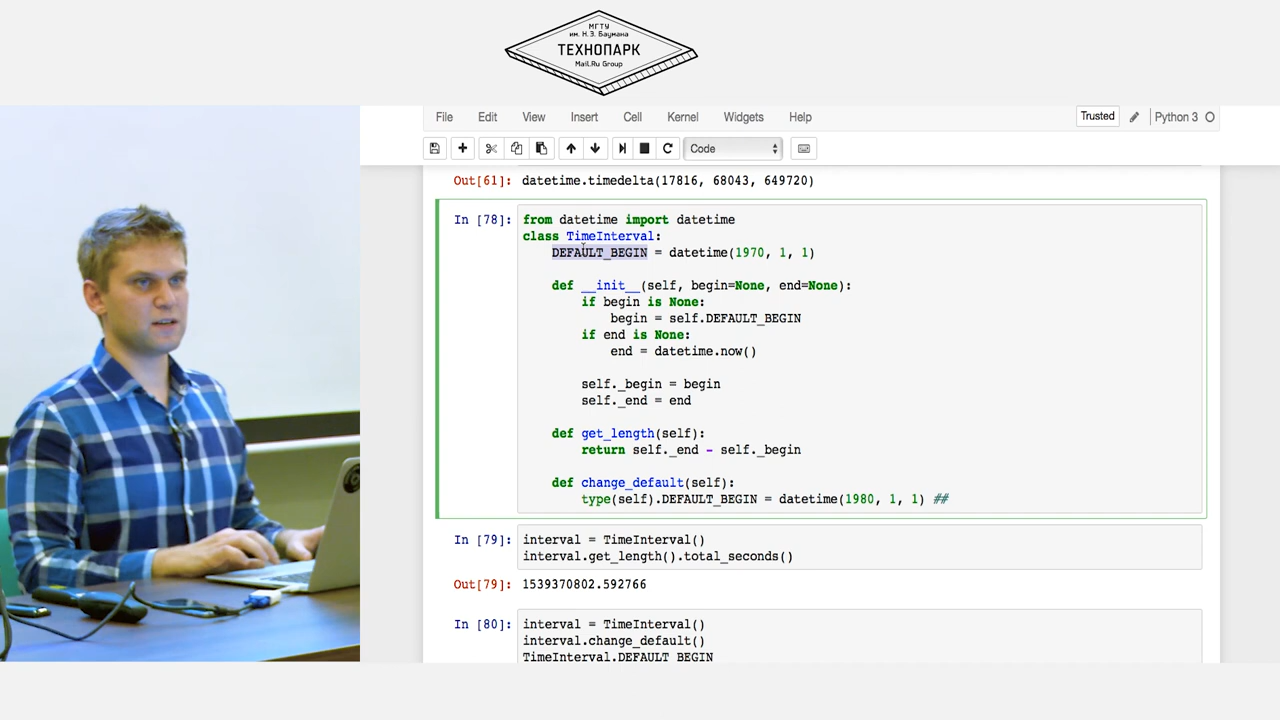 МГТУ
им. Н.Э. Баумана
ТЕХНОПАРК
Mail.Ru Group
File Edit View Insert Cell Kernel Widgets Help Trusted Python 3
Code
Out[61]: datetime.timedelta(17816, 68043, 649720)
In [78]: from datetime import datetime
class TimeInterval:
DEFAULT_BEGIN = datetime(1970, 1, 1)
def __init__(self, begin=None, end=None):
if begin is None:
begin = self.DEFAULT_BEGIN
if end is None:
end = datetime.now()
self._begin = begin
self._end = end
def get_length(self):
return self._end - self._begin
def change_default(self):
type(self).DEFAULT_BEGIN = datetime(1980, 1, 1) ##
In [79]: interval = TimeInterval()
interval.get_length().total_seconds()
Out[79]: 1539370802.592766
In [80]: interval = TimeInterval()
interval.change_default()
TimeInterval.DEFAULT_BEGIN